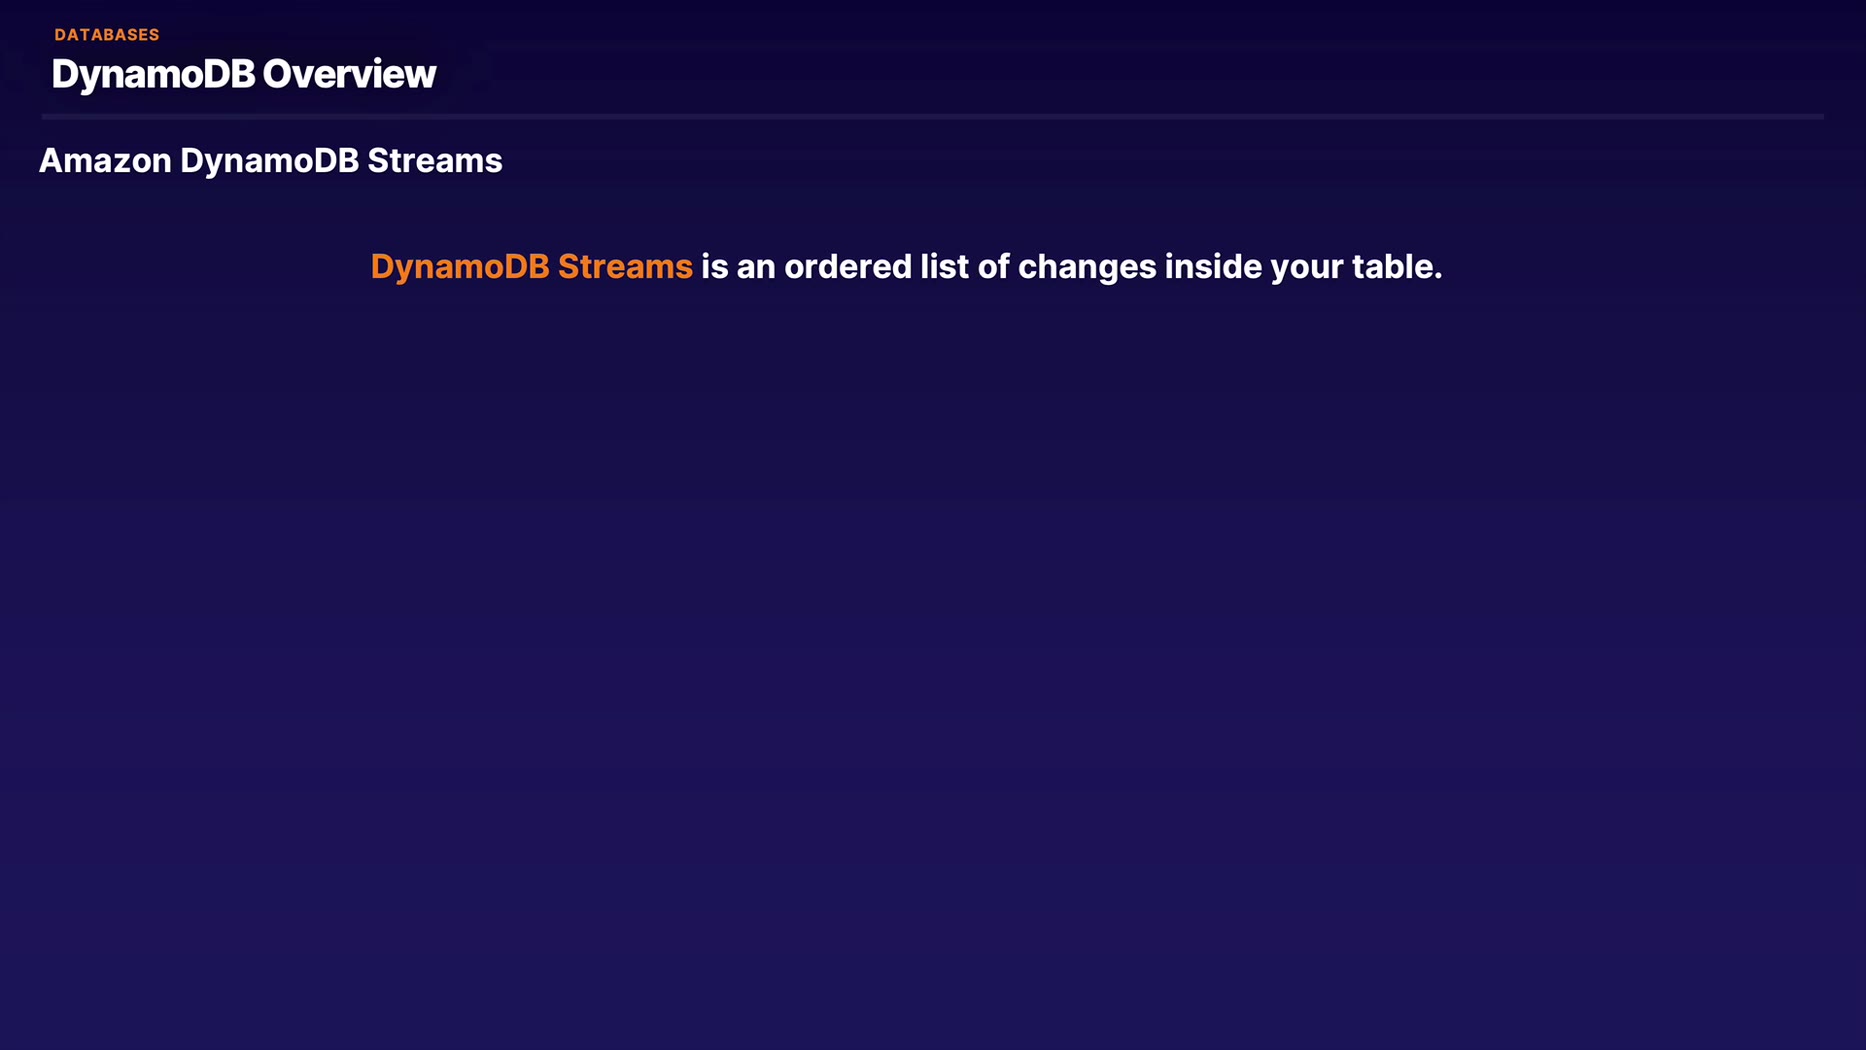 DATABASES
DynamoDB Overview
Amazon DynamoDB Streams
DynamoDB Streams is an ordered list of changes inside your table.